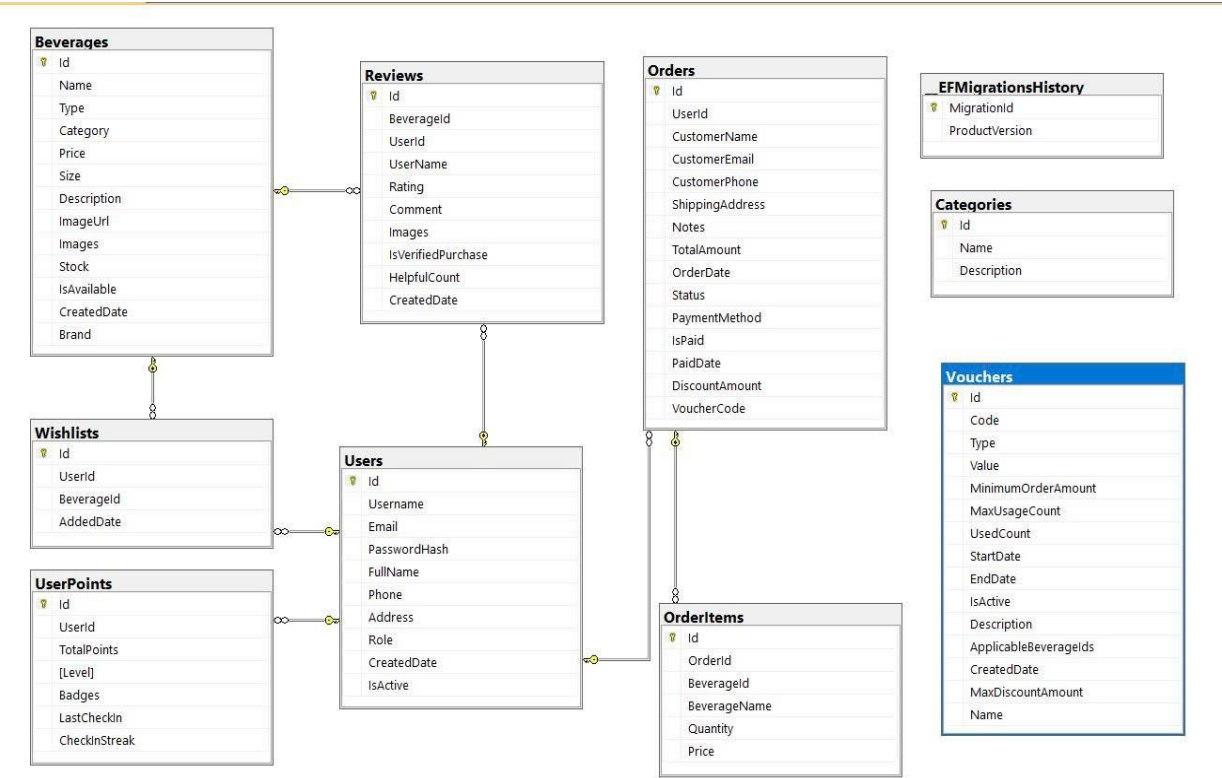 Beverages
Id
Name
Type
Category
Price
Size
Description
ImageUrl
Images
Stock
IsAvailable
CreatedDate
Brand
Reviews
Id
BeverageId
UserId
UserName
Rating
Comment
Images
IsVerifiedPurchase
HelpfulCount
CreatedDate
Orders
Id
UserId
CustomerName
CustomerEmail
CustomerPhone
ShippingAddress
Notes
TotalAmount
OrderDate
Status
PaymentMethod
IsPaid
PaidDate
DiscountAmount
VoucherCode
__EFMigrationsHistory
MigrationId
ProductVersion
Categories
Id
Name
Description
Wishlists
Id
UserId
BeverageId
AddedDate
Users
Id
Username
Email
PasswordHash
FullName
Phone
Address
Role
CreatedDate
IsActive
Vouchers
Id
Code
Type
Value
MinimumOrderAmount
MaxUsageCount
UsedCount
StartDate
EndDate
IsActive
Description
ApplicableBeverageIds
CreatedDate
MaxDiscountAmount
Name
UserPoints
Id
UserId
TotalPoints
[Level]
Badges
LastCheckIn
CheckInStreak
OrderItems
Id
OrderId
BeverageId
BeverageName
Quantity
Price